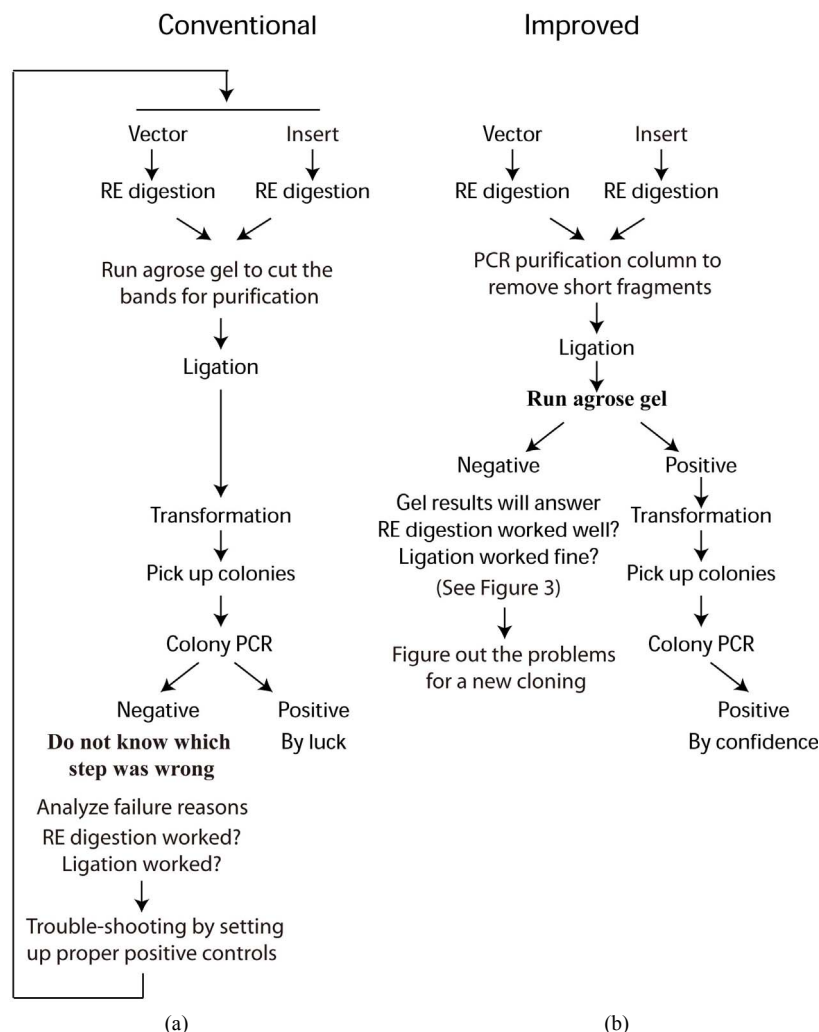 Conventional
Vector
Insert
RE digestion
RE digestion
Run agrose gel to cut the
bands for purification
Ligation
Transformation
Pick up colonies
Colony PCR
Negative
Positive
Do not know which
step was wrong
By luck
Analyze failure reasons
RE digestion worked?
Ligation worked?
Trouble-shooting by setting
up proper positive controls
(a)
Improved
Vector
Insert
RE digestion
RE digestion
PCR purification column to
remove short fragments
Ligation
Run agrose gel
Negative
Gel results will answer
RE digestion worked well?
Ligation worked fine?
(See Figure 3)
Figure out the problems
for a new cloning
Positive
Transformation
Pick up colonies
Colony PCR
Positive
By confidence
(b)